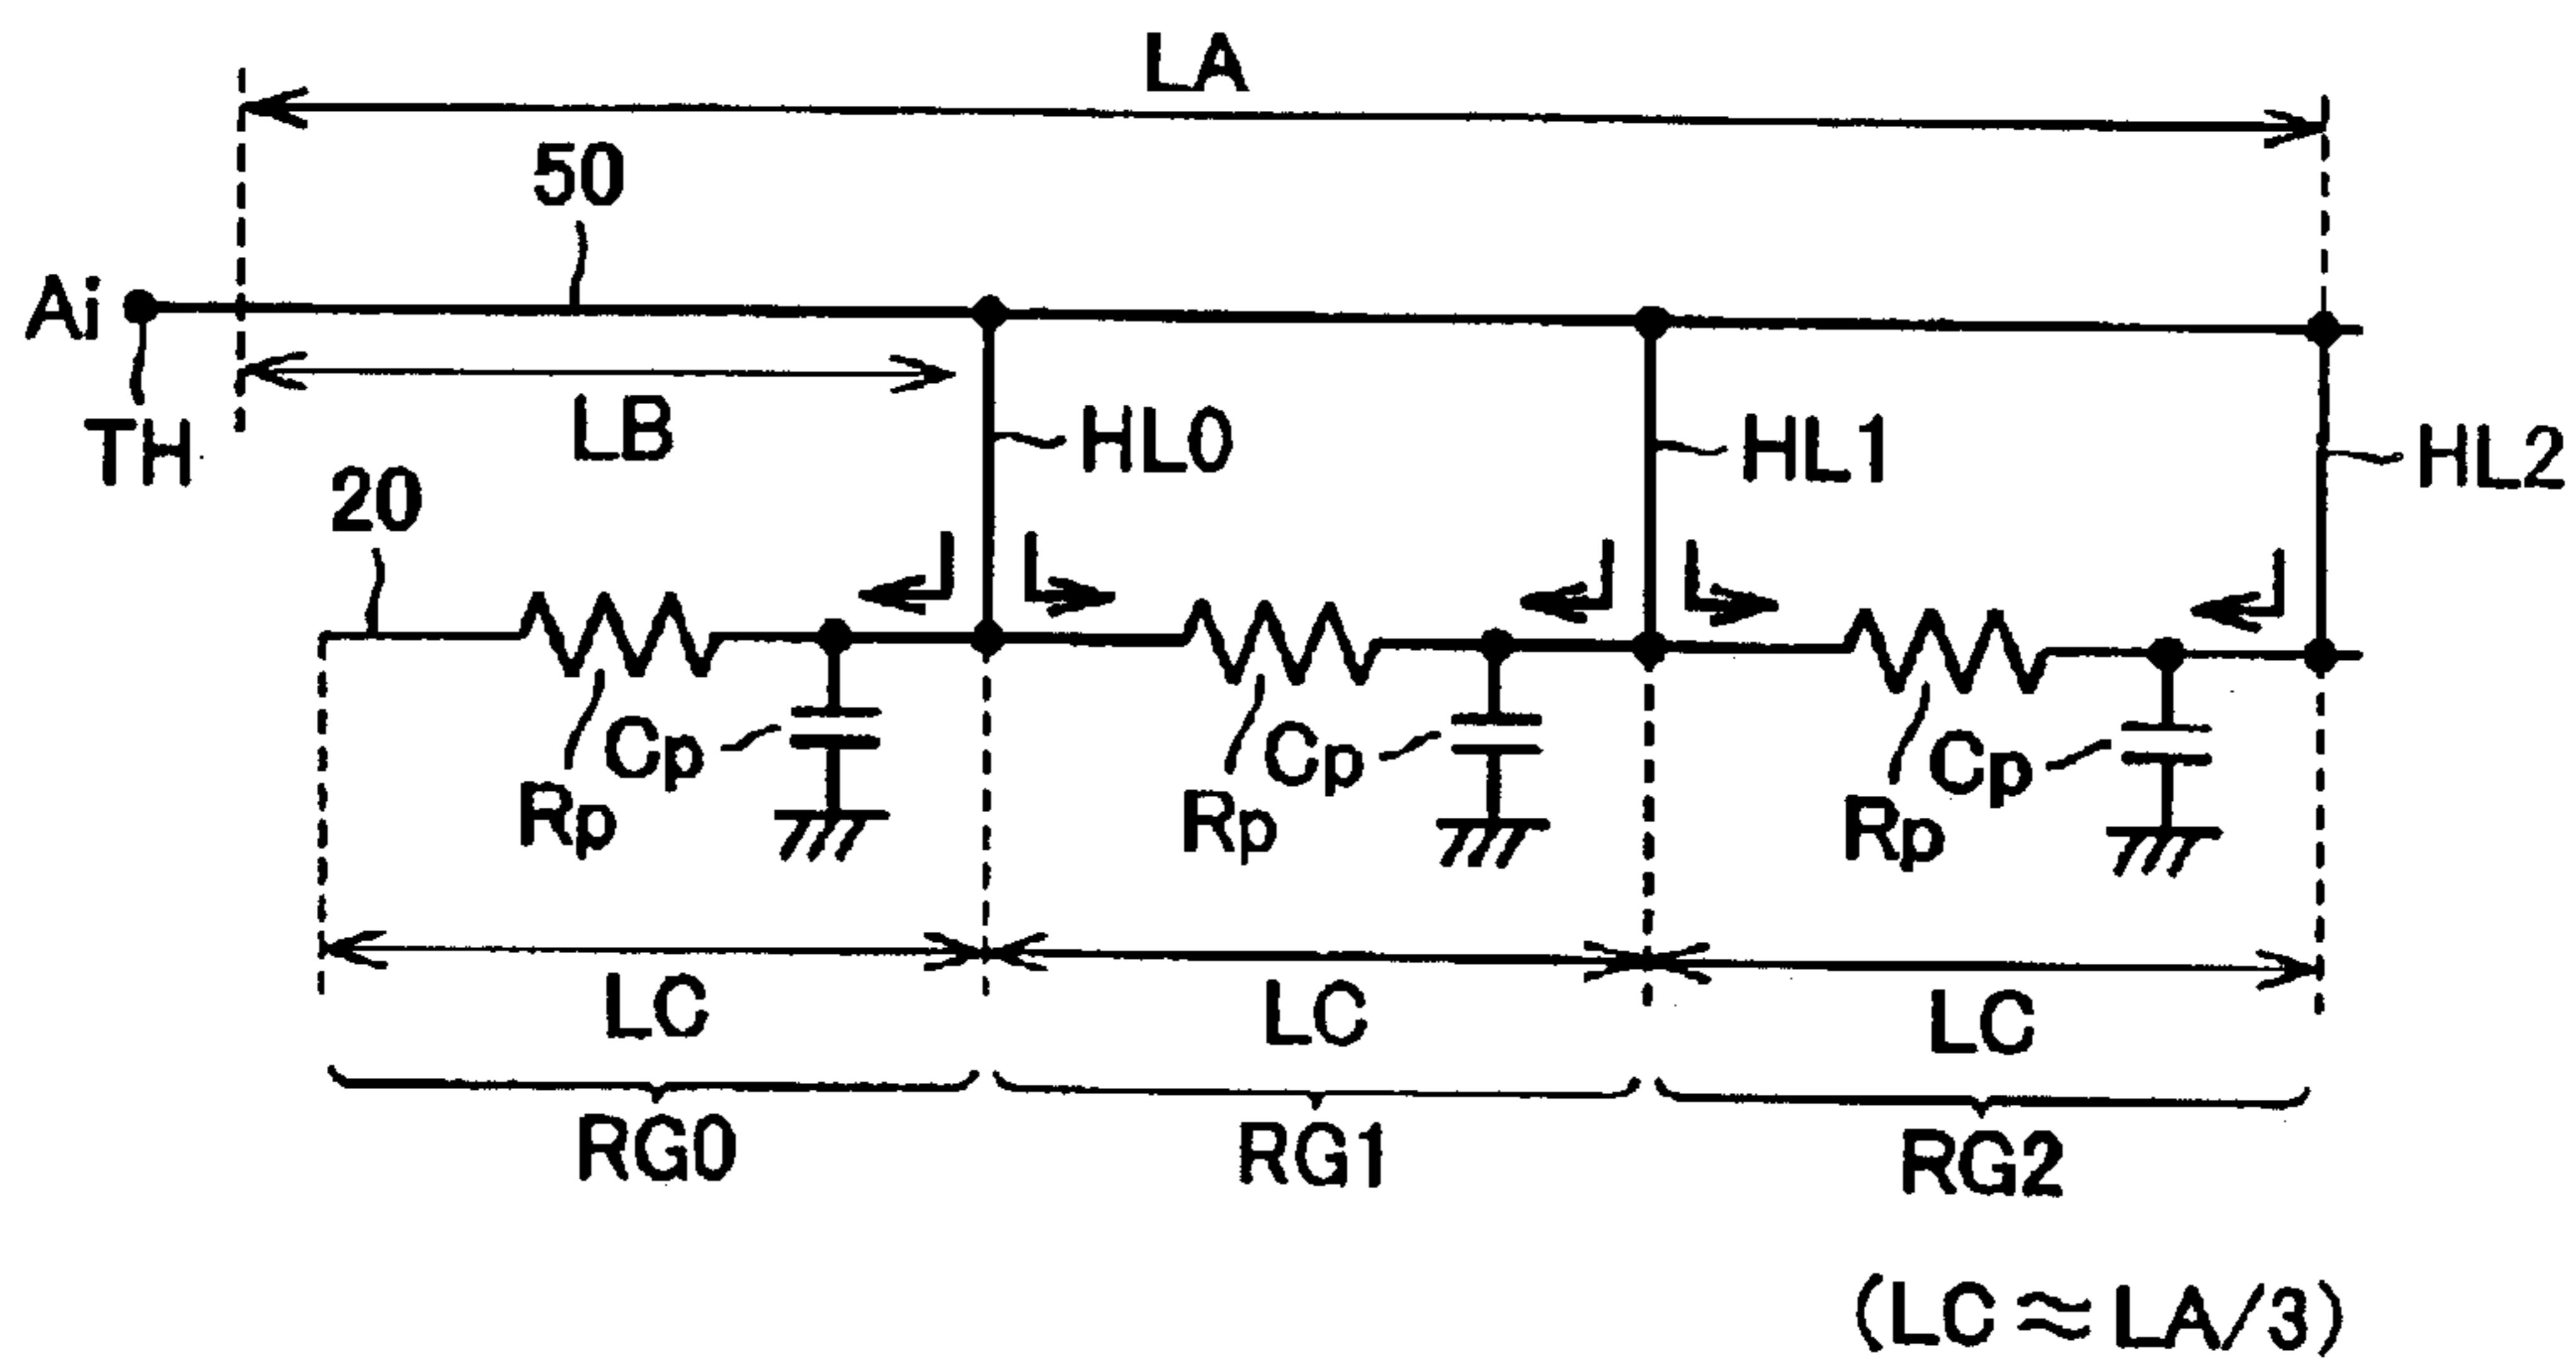 LA
50
Ai
TH
LB
HL0
HL1
HL2
20
Rp
Cp
Rp
Cp
Rp
Cp
LC
LC
LC
RG0
RG1
RG2
(LC ≈ LA/3)